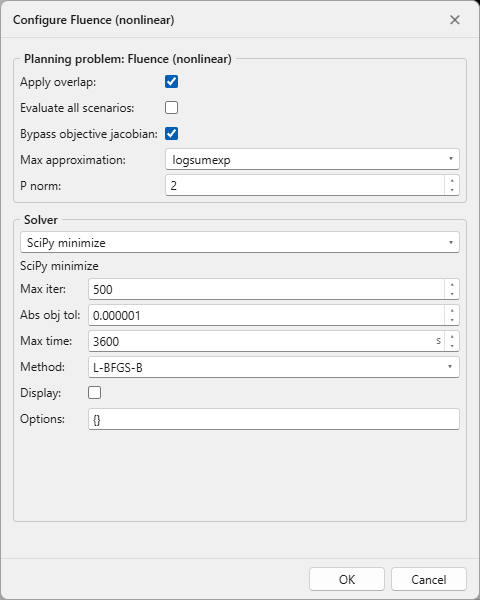 Configure Fluence (nonlinear)
Planning problem: Fluence (nonlinear)
Apply overlap:
Evaluate all scenarios:
Bypass objective jacobian:
Max approximation: logsumexp
P norm: 2
Solver
SciPy minimize
SciPy minimize
Max iter: 500
Abs obj tol: 0.000001
Max time: 3600 s
Method: L-BFGS-B
Display:
Options: {}
OK Cancel